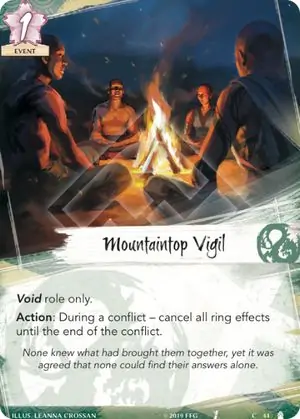 1
EVENT
Mountaintop Vigil
Void role only.
Action: During a conflict – cancel all ring effects
until the end of the conflict.
None knew what had brought them together, yet it was
agreed that none could find their answers alone.
ILLUS. LEANNA CROSSAN
© 2019 FFG
C